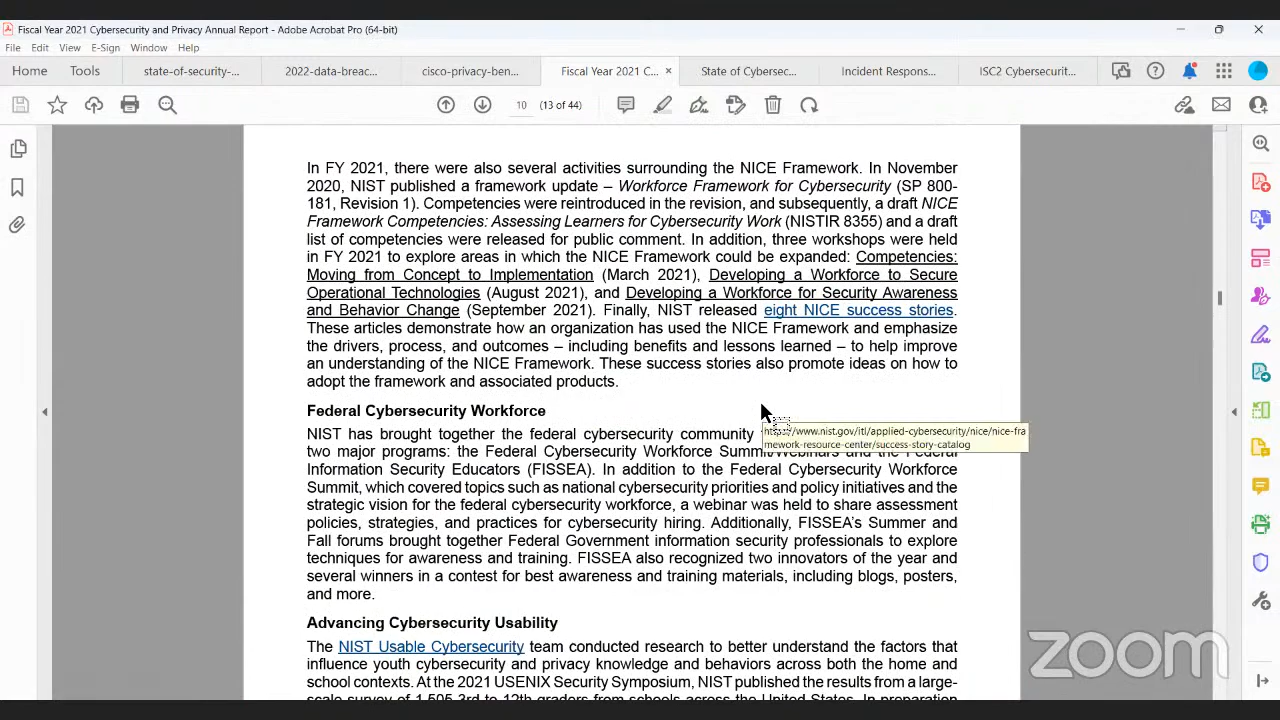 Fiscal Year 2021 Cybersecurity and Privacy Annual Report - Adobe Acrobat Pro (64-bit)
File Edit View E-Sign Window Help
Home Tools state-of-security-... 2022-data-breac... cisco-privacy-ben... Fiscal Year 2021 C... × State of Cybersec... Incident Respons... ISC2 Cybersecurit...
10 (13 of 44)
In FY 2021, there were also several activities surrounding the NICE Framework. In November
2020, NIST published a framework update – Workforce Framework for Cybersecurity (SP 800-
181, Revision 1). Competencies were reintroduced in the revision, and subsequently, a draft NICE
Framework Competencies: Assessing Learners for Cybersecurity Work (NISTIR 8355) and a draft
list of competencies were released for public comment. In addition, three workshops were held
in FY 2021 to explore areas in which the NICE Framework could be expanded: Competencies:
Moving from Concept to Implementation (March 2021), Developing a Workforce to Secure
Operational Technologies (August 2021), and Developing a Workforce for Security Awareness
and Behavior Change (September 2021). Finally, NIST released eight NICE success stories.
These articles demonstrate how an organization has used the NICE Framework and emphasize
the drivers, process, and outcomes – including benefits and lessons learned – to help improve
an understanding of the NICE Framework. These success stories also promote ideas on how to
adopt the framework and associated products.
Federal Cybersecurity Workforce
NIST has brought together the federal cybersecurity community
https://www.nist.gov/itl/applied-cybersecurity/nice/nice-fra
mework-resource-center/success-story-catalog
two major programs: the Federal Cybersecurity Workforce Summit/Webinars and the Federal
Information Security Educators (FISSEA). In addition to the Federal Cybersecurity Workforce
Summit, which covered topics such as national cybersecurity priorities and policy initiatives and the
strategic vision for the federal cybersecurity workforce, a webinar was held to share assessment
policies, strategies, and practices for cybersecurity hiring. Additionally, FISSEA's Summer and
Fall forums brought together Federal Government information security professionals to explore
techniques for awareness and training. FISSEA also recognized two innovators of the year and
several winners in a contest for best awareness and training materials, including blogs, posters,
and more.
Advancing Cybersecurity Usability
The NIST Usable Cybersecurity team conducted research to better understand the factors that
influence youth cybersecurity and privacy knowledge and behaviors across both the home and
school contexts. At the 2021 USENIX Security Symposium, NIST published the results from a large-
scale survey of 1,505 3rd to 12th graders from schools across the United States. In preparation
zoom